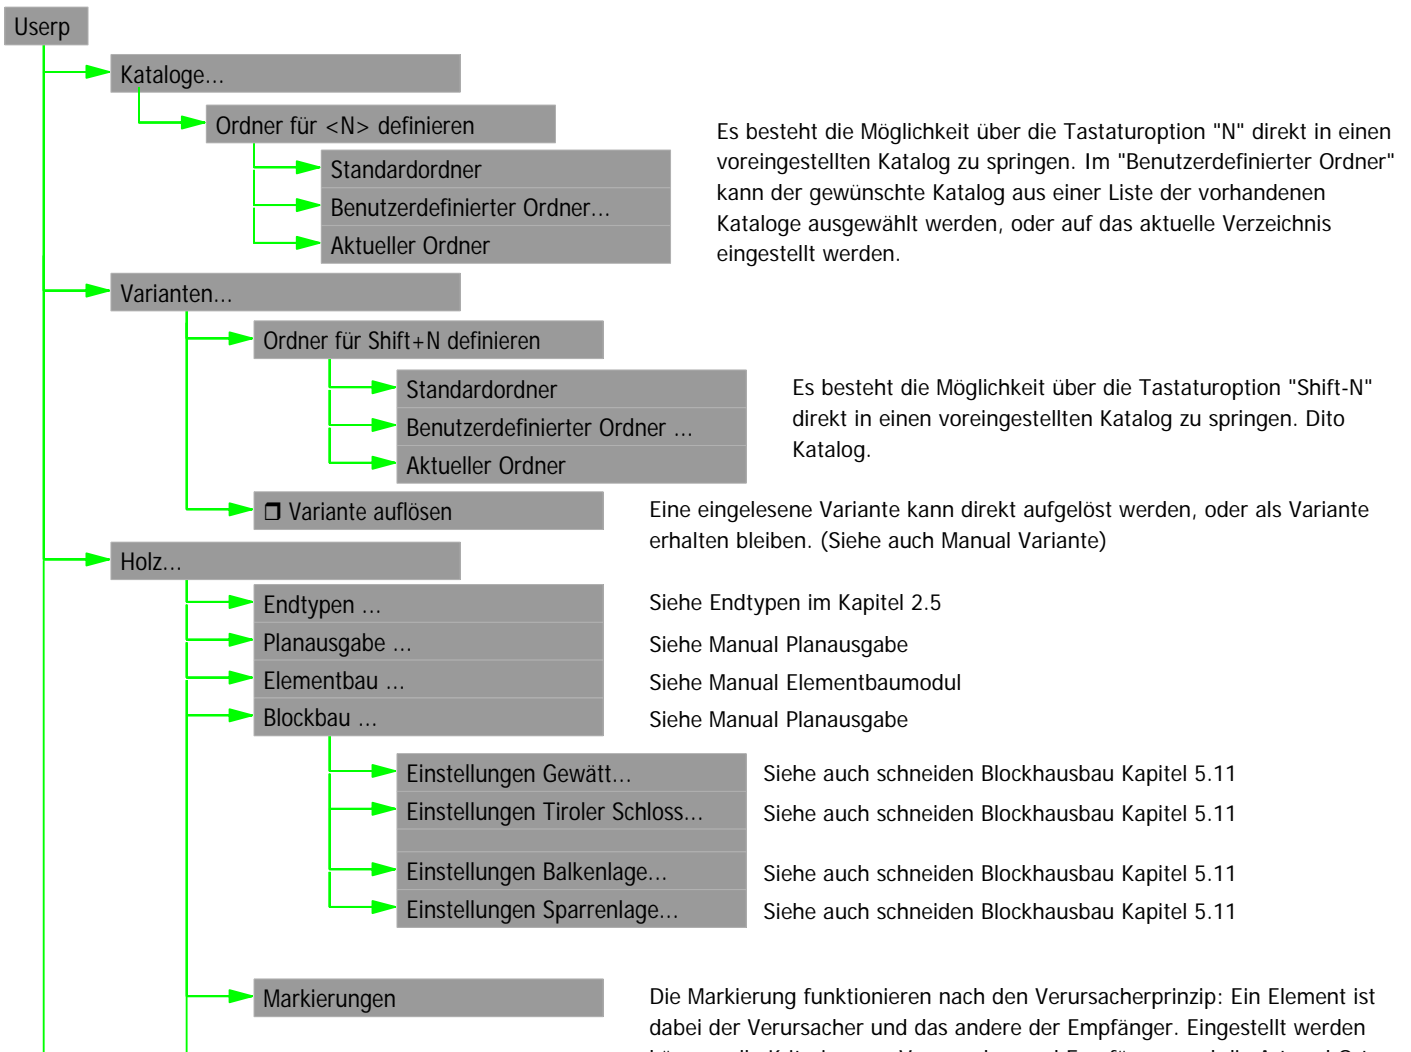 Userp
Kataloge...
Ordner für <N> definieren
Standardordner
Benutzerdefinierter Ordner...
Aktueller Ordner
Es besteht die Möglichkeit über die Tastaturoption "N" direkt in einen
voreingestellten Katalog zu springen. Im "Benutzerdefinierter Ordner"
kann der gewünschte Katalog aus einer Liste der vorhandenen
Kataloge ausgewählt werden, oder auf das aktuelle Verzeichnis
eingestellt werden.
Varianten...
Ordner für Shift+N definieren
Standardordner
Benutzerdefinierter Ordner ...
Aktueller Ordner
Es besteht die Möglichkeit über die Tastaturoption "Shift-N"
direkt in einen voreingestellten Katalog zu springen. Dito
Katalog.
❒ Variante auflösen
Eine eingelesene Variante kann direkt aufgelöst werden, oder als Variante
erhalten bleiben. (Siehe auch Manual Variante)
Holz...
Endtypen ...
Siehe Endtypen im Kapitel 2.5
Planausgabe ...
Siehe Manual Planausgabe
Elementbau ...
Siehe Manual Elementbaumodul
Blockbau ...
Siehe Manual Planausgabe
Einstellungen Gewätt...
Siehe auch schneiden Blockhausbau Kapitel 5.11
Einstellungen Tiroler Schloss...
Siehe auch schneiden Blockhausbau Kapitel 5.11
Einstellungen Balkenlage...
Siehe auch schneiden Blockhausbau Kapitel 5.11
Einstellungen Sparrenlage...
Siehe auch schneiden Blockhausbau Kapitel 5.11
Markierungen
Die Markierung funktionieren nach den Verursacherprinzip: Ein Element ist
dabei der Verursacher und das andere der Empfänger. Eingestellt werden